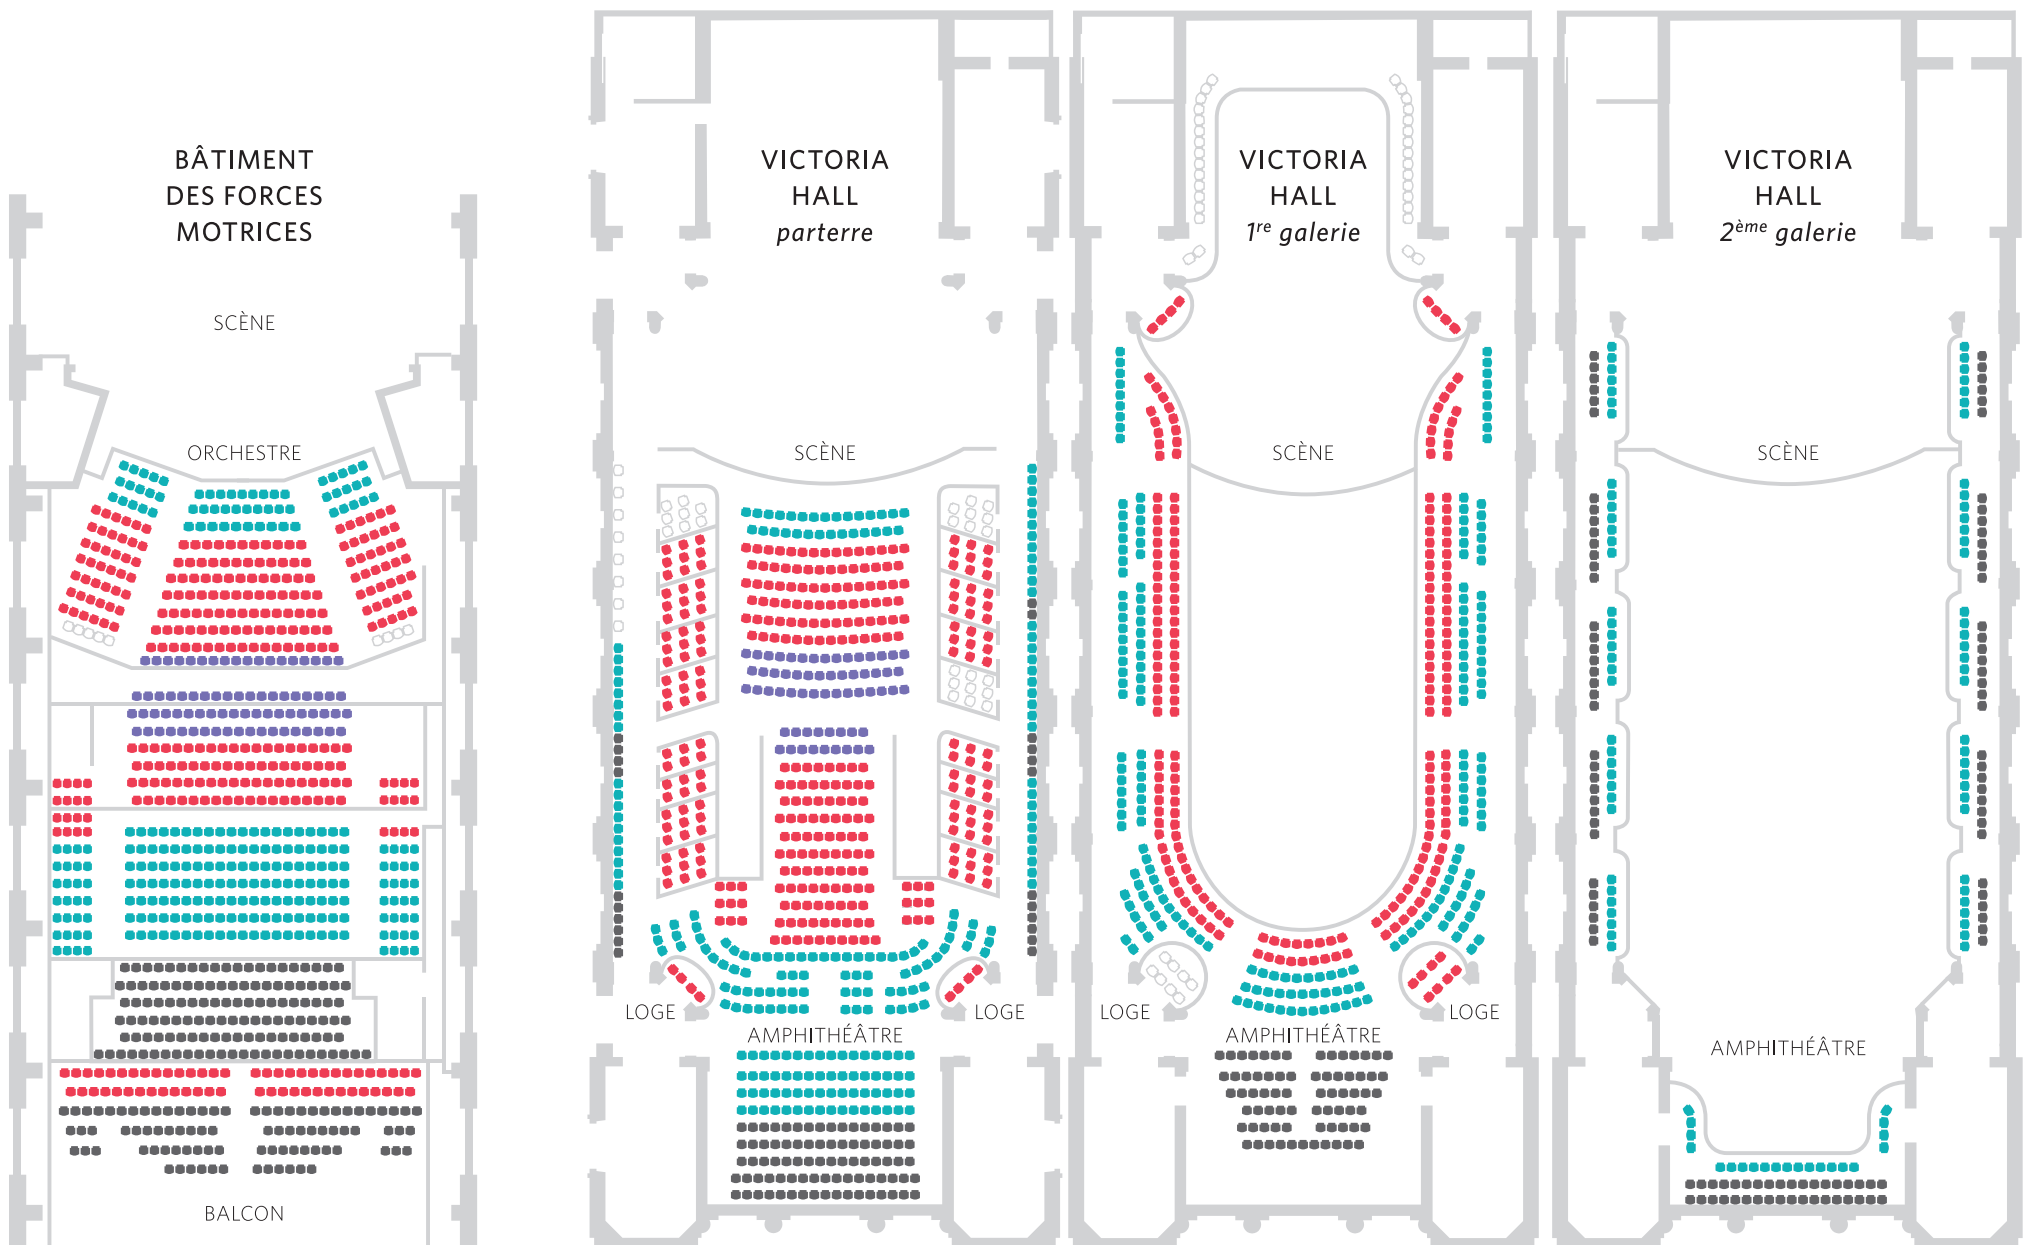 BÂTIMENT
DES FORCES
MOTRICES
SCÈNE
ORCHESTRE
BALCON
VICTORIA
HALL
parterre
SCÈNE
LOGE
LOGE
AMPHITHÉÂTRE
VICTORIA
HALL
1re galerie
SCÈNE
LOGE
LOGE
AMPHITHÉÂTRE
VICTORIA
HALL
2ème galerie
SCÈNE
AMPHITHÉÂTRE